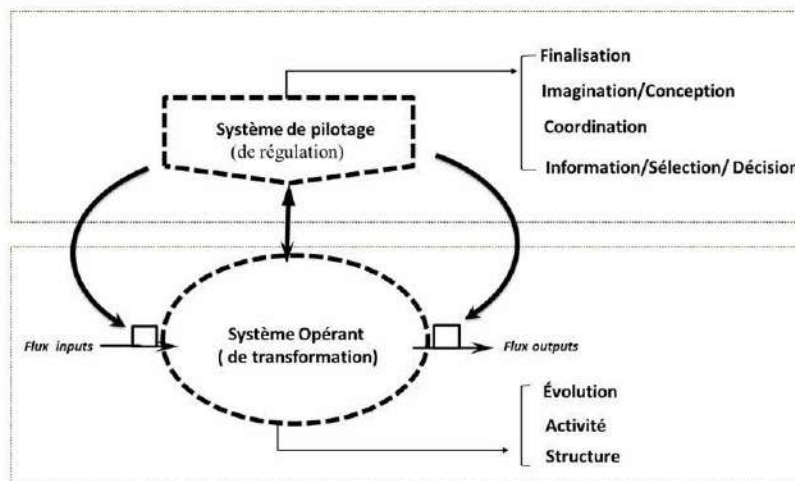 Finalisation
Imagination/Conception
Système de pilotage
(de régulation)
Coordination
Information/Sélection/ Décision
Flux inputs
Système Opérant
( de transformation)
Flux outputs
Évolution
Activité
Structure